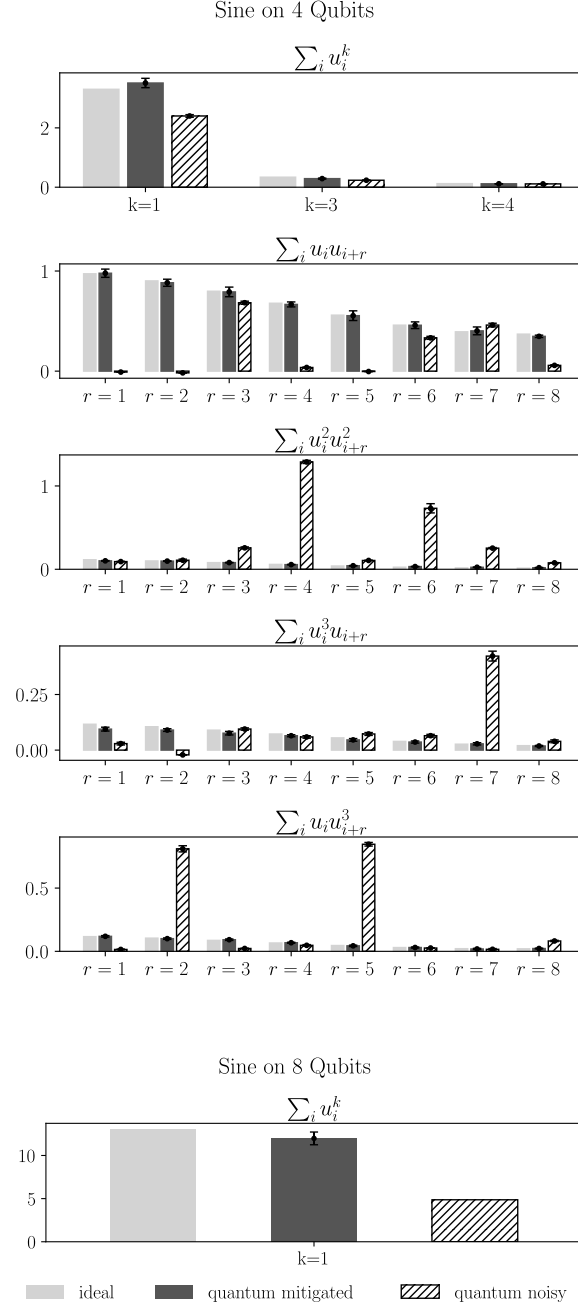 Sine on 4 Qubits
∑_i u_i^k
2
0
k=1 k=3 k=4
∑_i u_i u_{i+r}
1
0
r = 1 r = 2 r = 3 r = 4 r = 5 r = 6 r = 7 r = 8
∑_i u_i^2 u_{i+r}^2
1
0
r = 1 r = 2 r = 3 r = 4 r = 5 r = 6 r = 7 r = 8
∑_i u_i^3 u_{i+r}
0.25
0.00
r = 1 r = 2 r = 3 r = 4 r = 5 r = 6 r = 7 r = 8
∑_i u_i u_{i+r}^3
0.5
0.0
r = 1 r = 2 r = 3 r = 4 r = 5 r = 6 r = 7 r = 8
Sine on 8 Qubits
∑_i u_i^k
10
5
0
k=1
ideal quantum mitigated quantum noisy